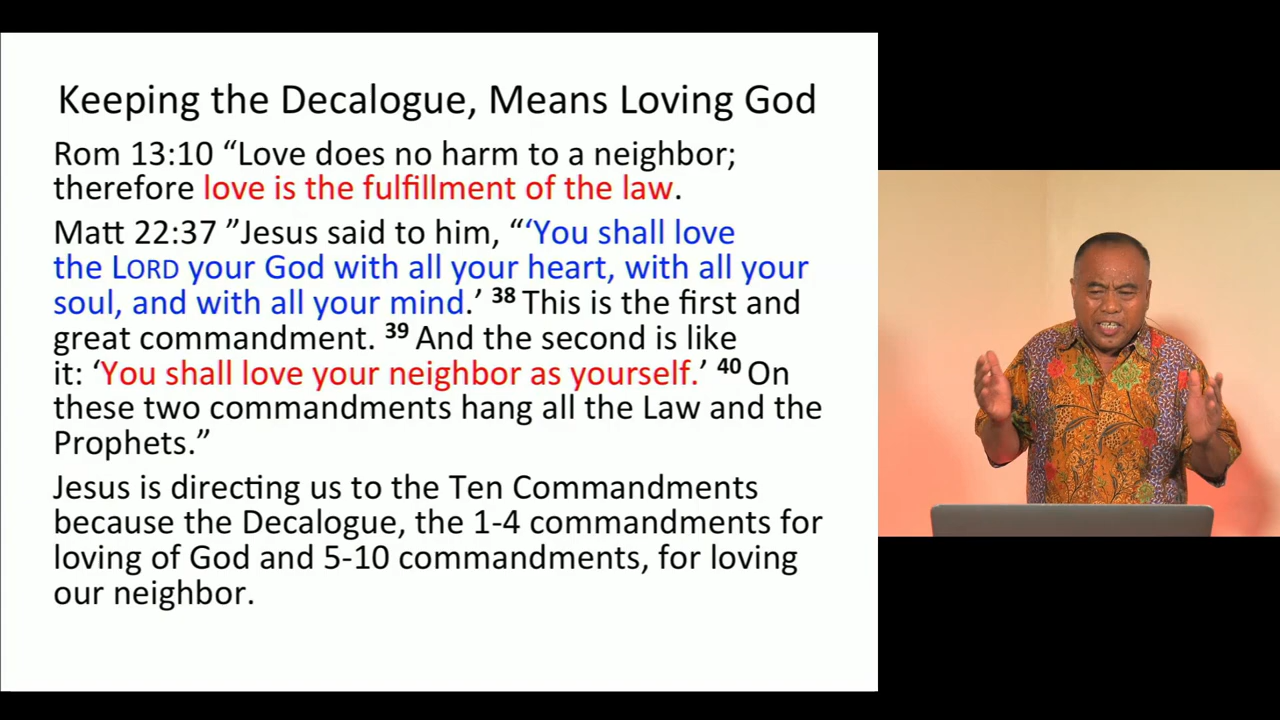 Keeping the Decalogue, Means Loving God
Rom 13:10 “Love does no harm to a neighbor;
therefore love is the fulfillment of the law.
Matt 22:37 ”Jesus said to him, “‘You shall love
the LORD your God with all your heart, with all your
soul, and with all your mind.’ 38 This is the first and
great commandment. 39 And the second is like
it: ‘You shall love your neighbor as yourself.’ 40 On
these two commandments hang all the Law and the
Prophets.”
Jesus is directing us to the Ten Commandments
because the Decalogue, the 1-4 commandments for
loving of God and 5-10 commandments, for loving
our neighbor.